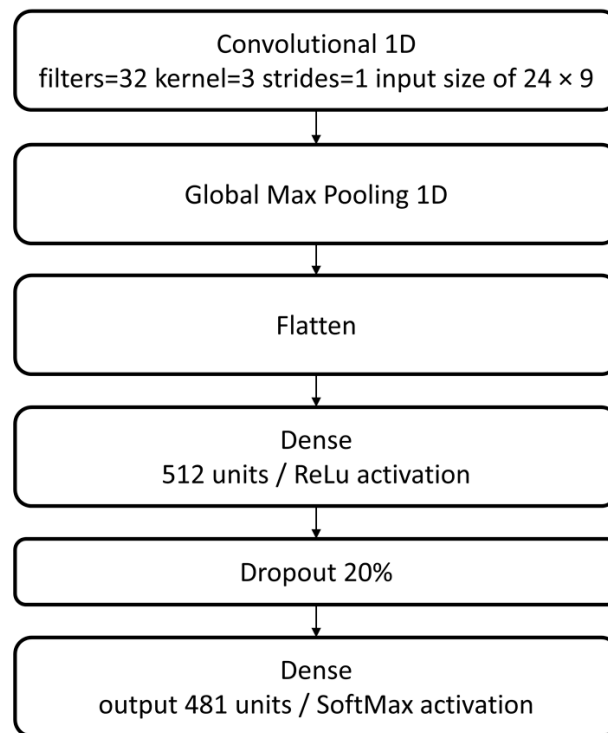 Convolutional 1D
filters=32 kernel=3 strides=1 input size of 24 × 9
Global Max Pooling 1D
Flatten
Dense
512 units / ReLu activation
Dropout 20%
Dense
output 481 units / SoftMax activation